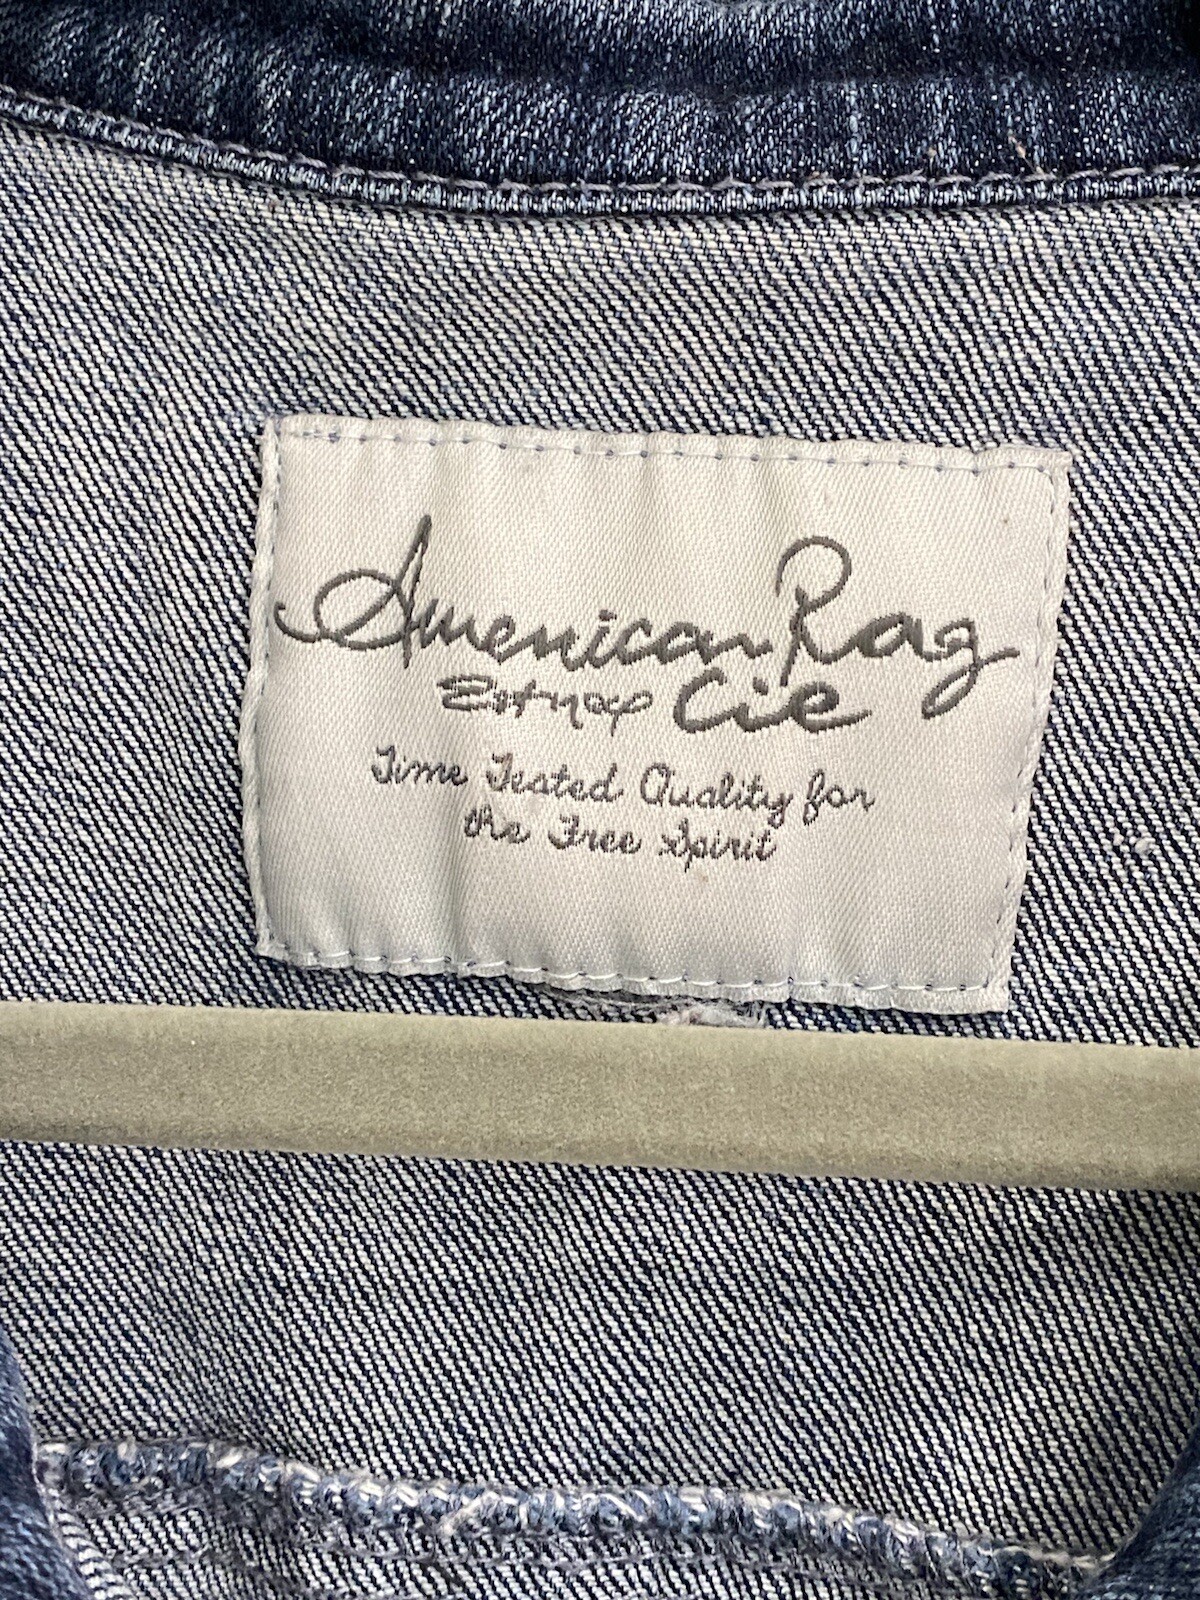 American Rag
Cie
Time Tested Quality for
the Free Spirit